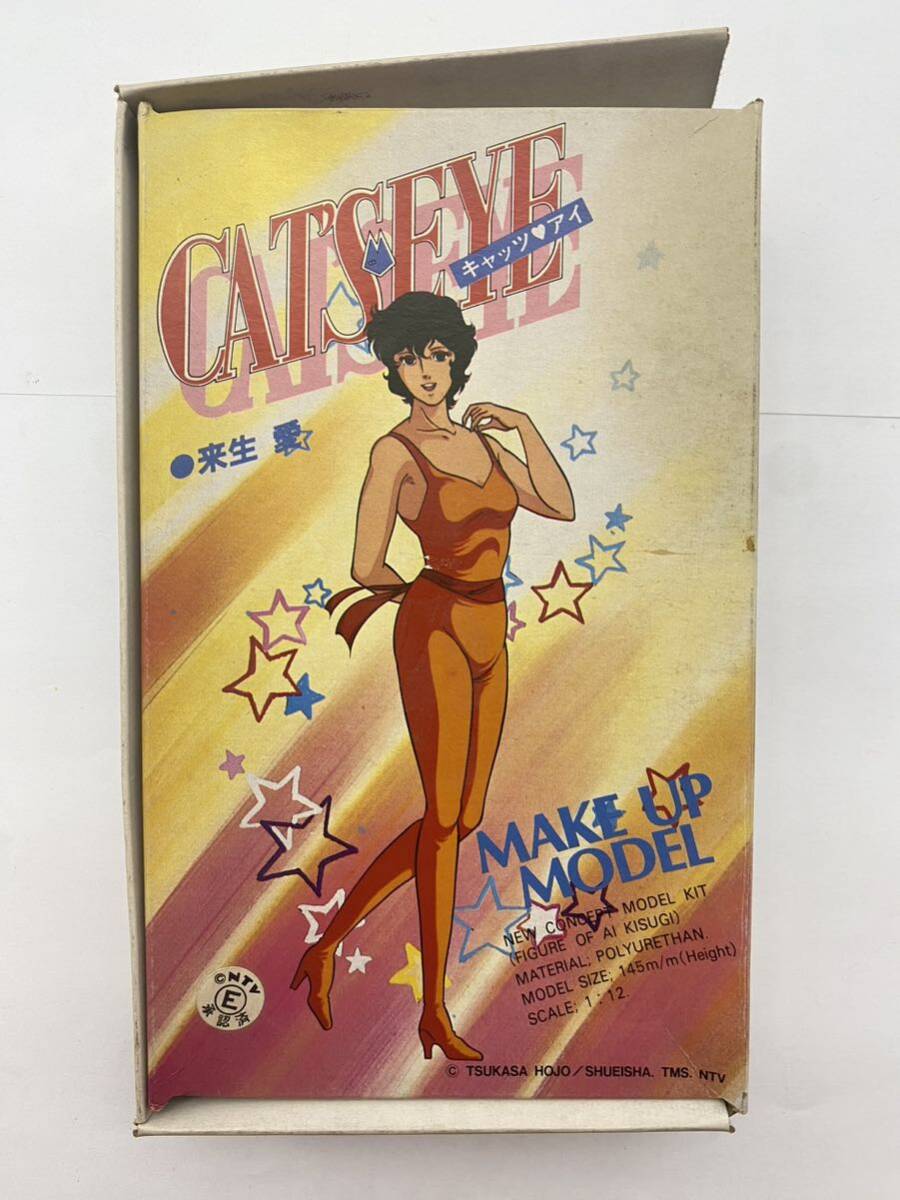 CAT'S EYE
キャッツ♥アイ
●来生 愛
MAKE UP
MODEL
NEW CONCEPT MODEL KIT
(FIGURE OF AI KISUGI)
MATERIAL; POLYURETHAN.
MODEL SIZE; 145m/m(Height)
SCALE; 1:12.
©NTV
E
承認済
© TSUKASA HOJO/SHUEISHA. TMS. NTV